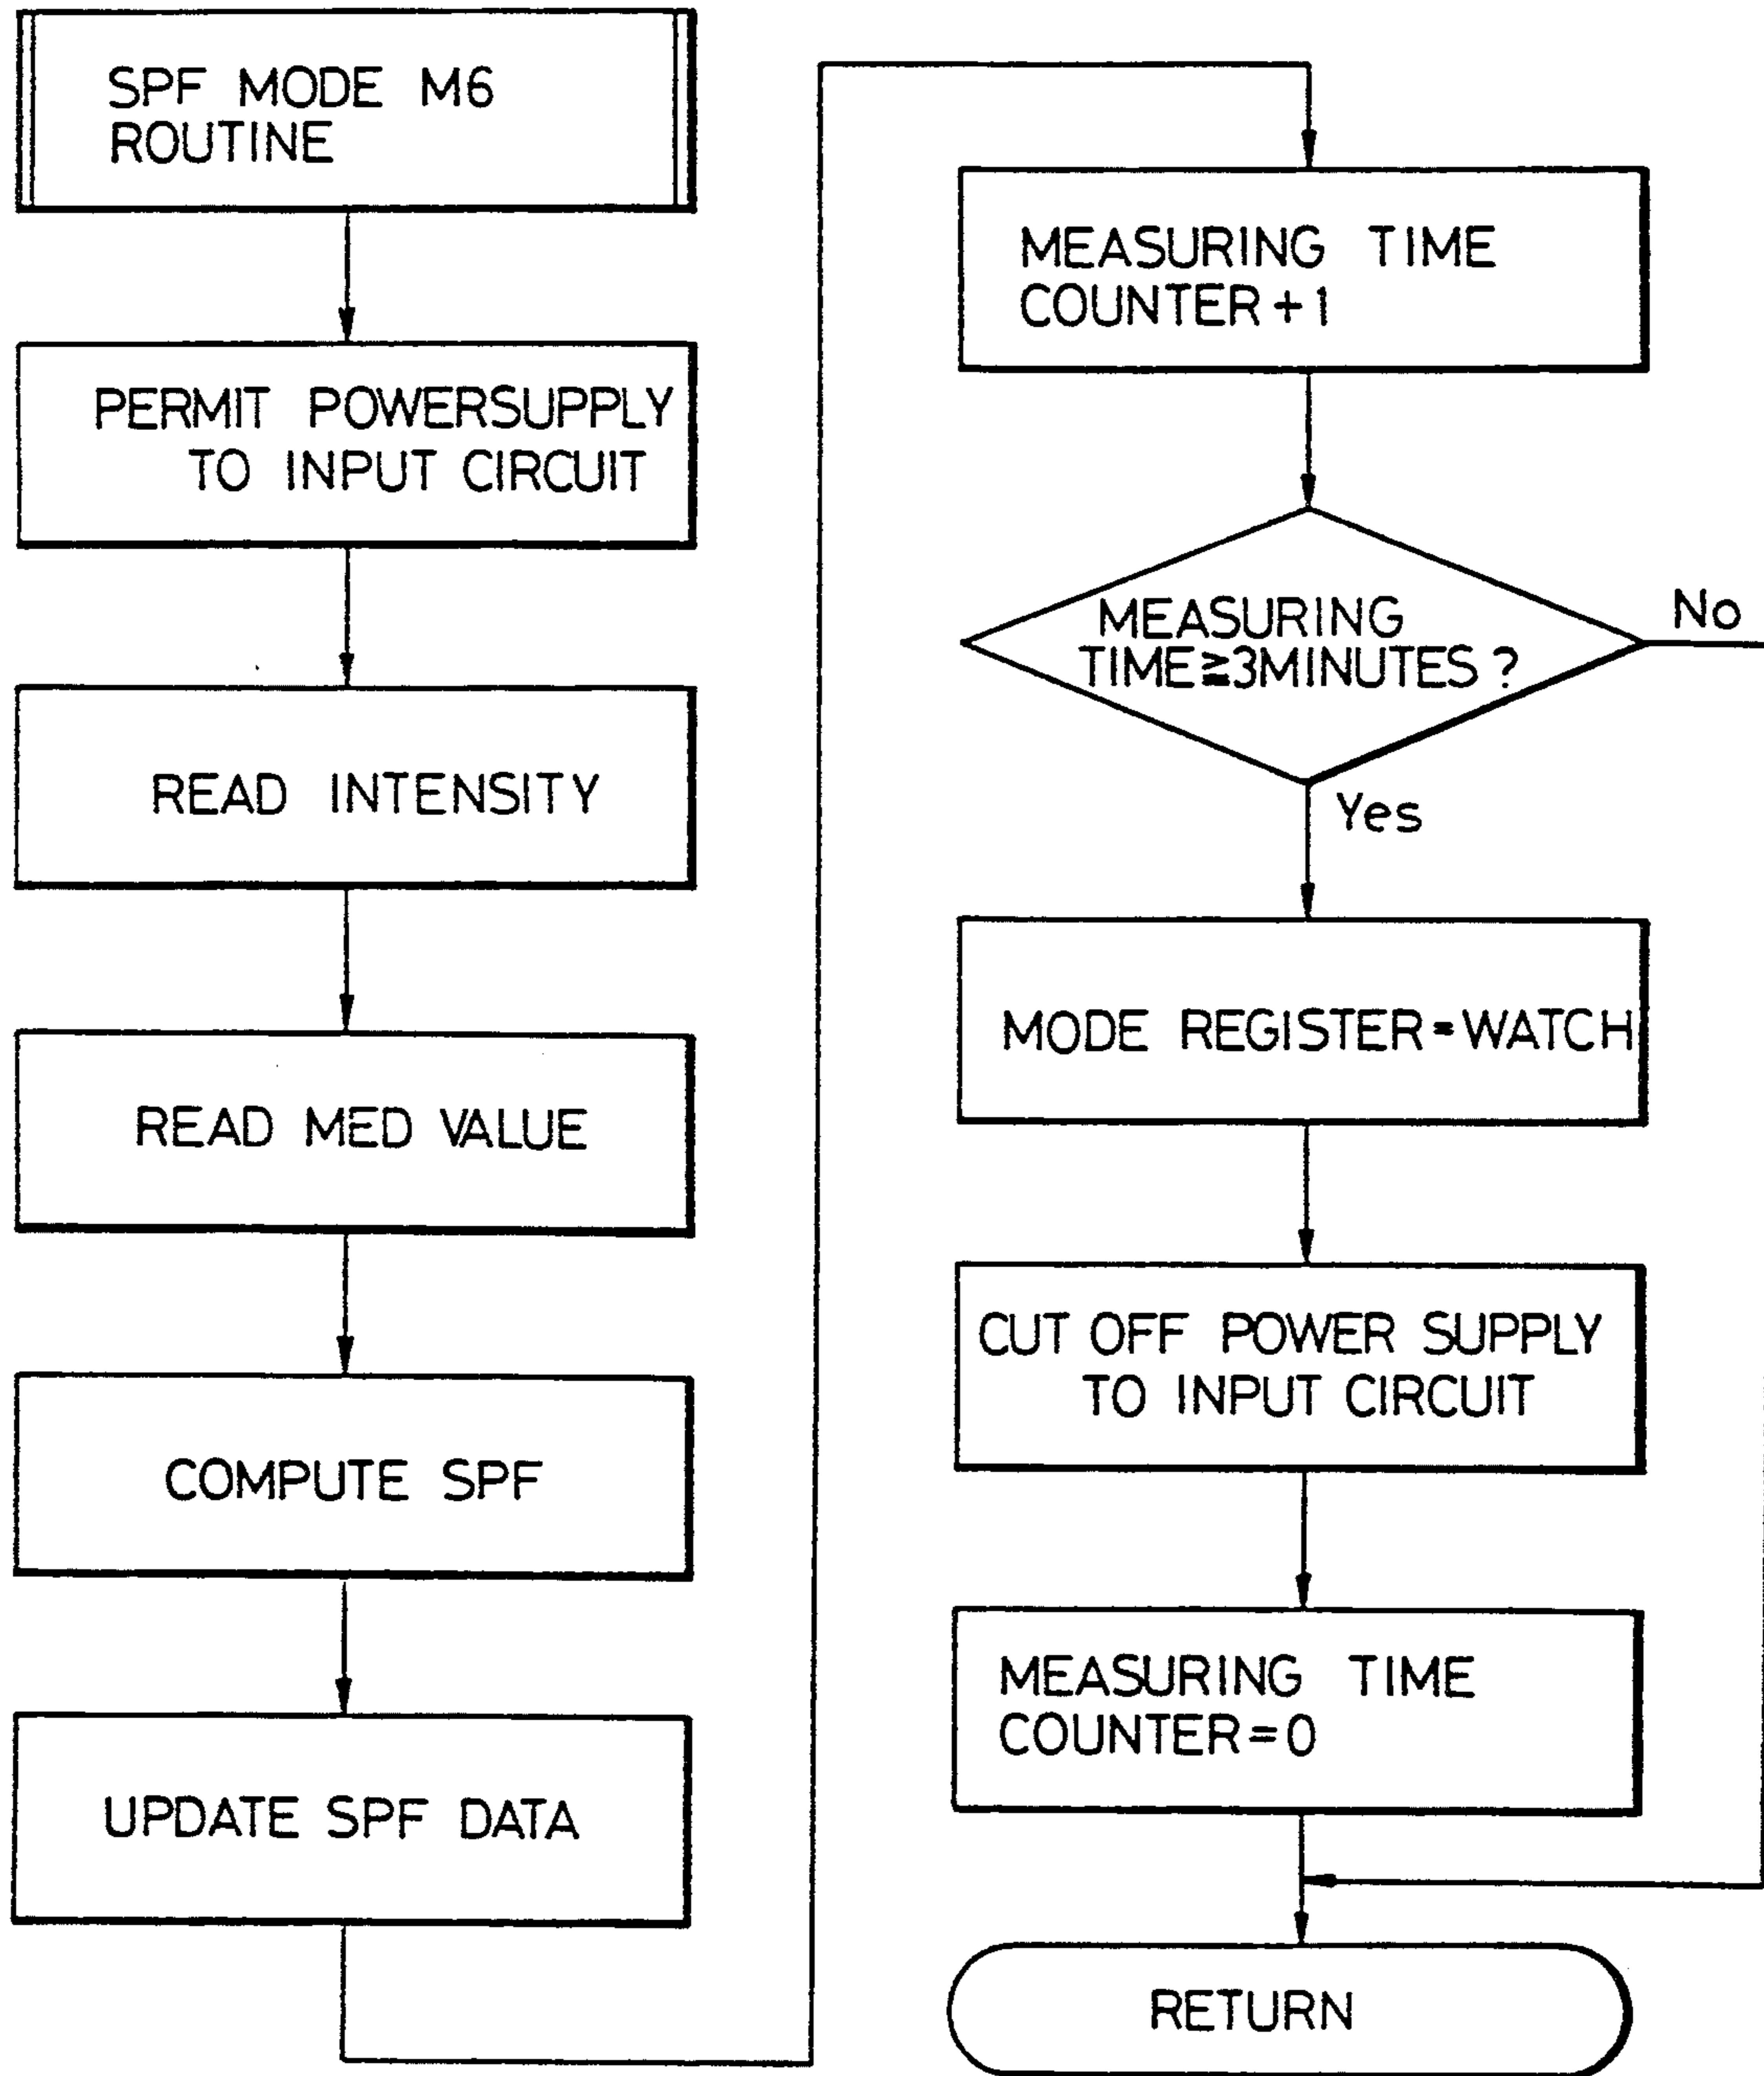 SPF MODE M6
ROUTINE
PERMIT POWERSUPPLY
TO INPUT CIRCUIT
READ INTENSITY
READ MED VALUE
COMPUTE SPF
UPDATE SPF DATA
MEASURING TIME
COUNTER+1
MEASURING
TIME≧3MINUTES?
No
Yes
MODE REGISTER=WATCH
CUT OFF POWER SUPPLY
TO INPUT CIRCUIT
MEASURING TIME
COUNTER=0
RETURN